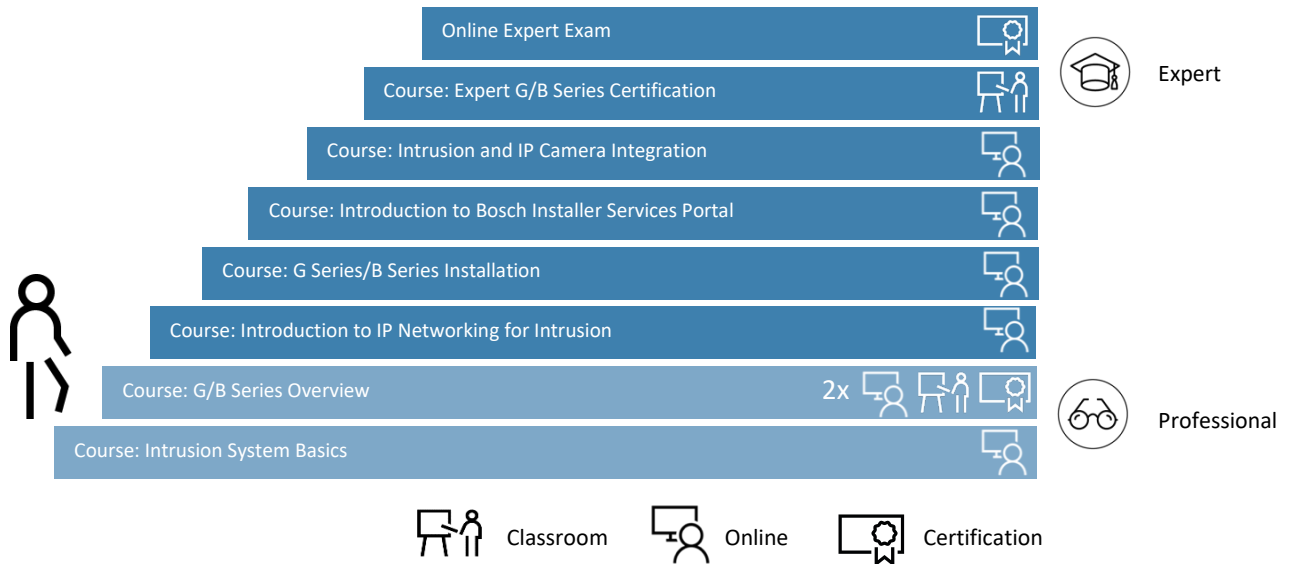 Online Expert Exam
Course: Expert G/B Series Certification
Expert
Course: Intrusion and IP Camera Integration
Course: Introduction to Bosch Installer Services Portal
Course: G Series/B Series Installation
Course: Introduction to IP Networking for Intrusion
Course: G/B Series Overview
2x
Professional
Course: Intrusion System Basics
Classroom
Online
Certification